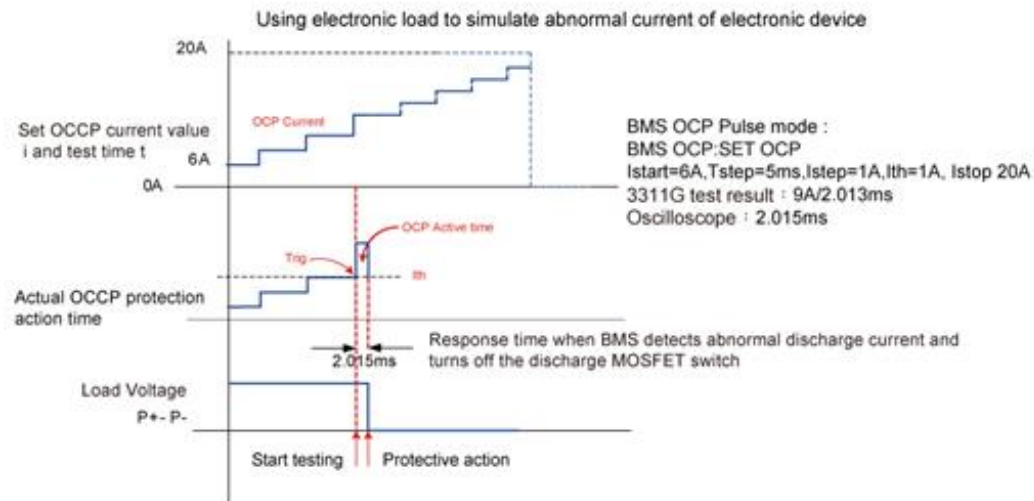 Using electronic load to simulate abnormal current of electronic device
20A
OCP Current
Set OCCP current value
i and test time t
6A
0A
BMS OCP Pulse mode :
BMS OCP:SET OCP
Istart=6A,Tstep=5ms,Istep=1A,Ith=1A, Istop 20A
3311G test result : 9A/2.013ms
Oscilloscope : 2.015ms
OCP Active time
Trig
Ith
Actual OCCP protection
action time
2.015ms
Response time when BMS detects abnormal discharge current and
turns off the discharge MOSFET switch
Load Voltage
P+- P-
Start testing
Protective action